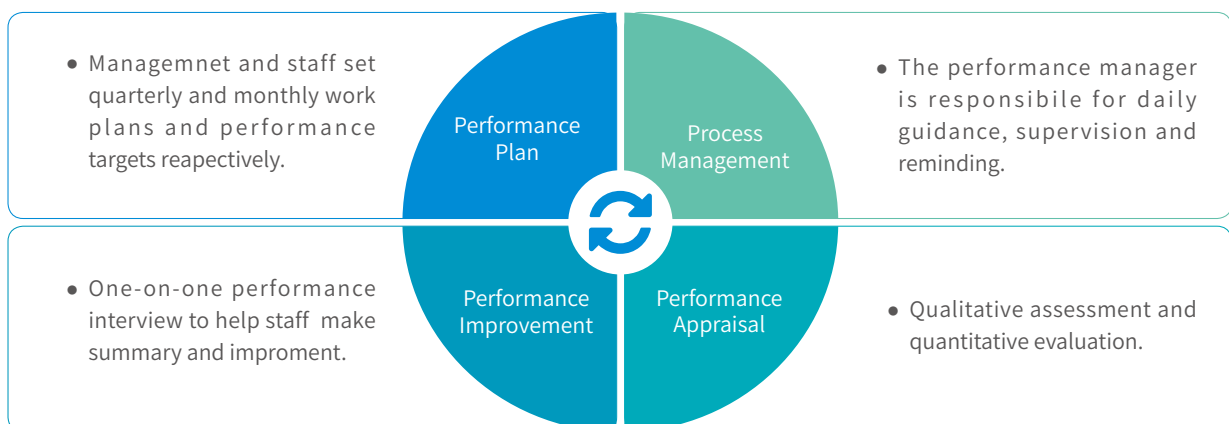 ● Managemnet and staff set
quarterly and monthly work
plans and performance
targets reapectively.
Performance
Plan
Process
Management
● The performance manager
is responsibile for daily
guidance, supervision and
reminding.
● One-on-one performance
interview to help staff make
summary and improment.
Performance
Improvement
Performance
Appraisal
● Qualitative assessment and
quantitative evaluation.